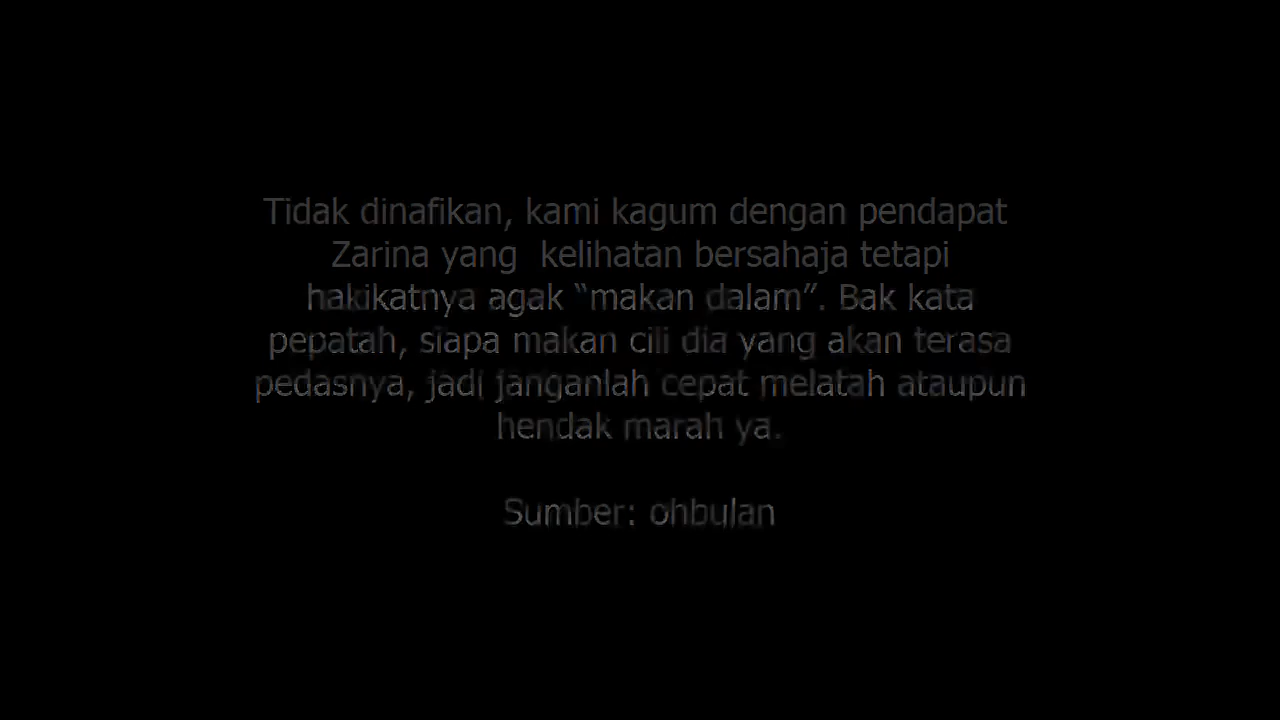 Tidak dinafikan, kami kagum dengan pendapat
Zarina yang  kelihatan bersahaja tetapi
hakikatnya agak “makan dalam”. Bak kata
pepatah, siapa makan cili dia yang akan terasa
pedasnya, jadi janganlah cepat melatah ataupun
hendak marah ya.
Sumber: ohbulan